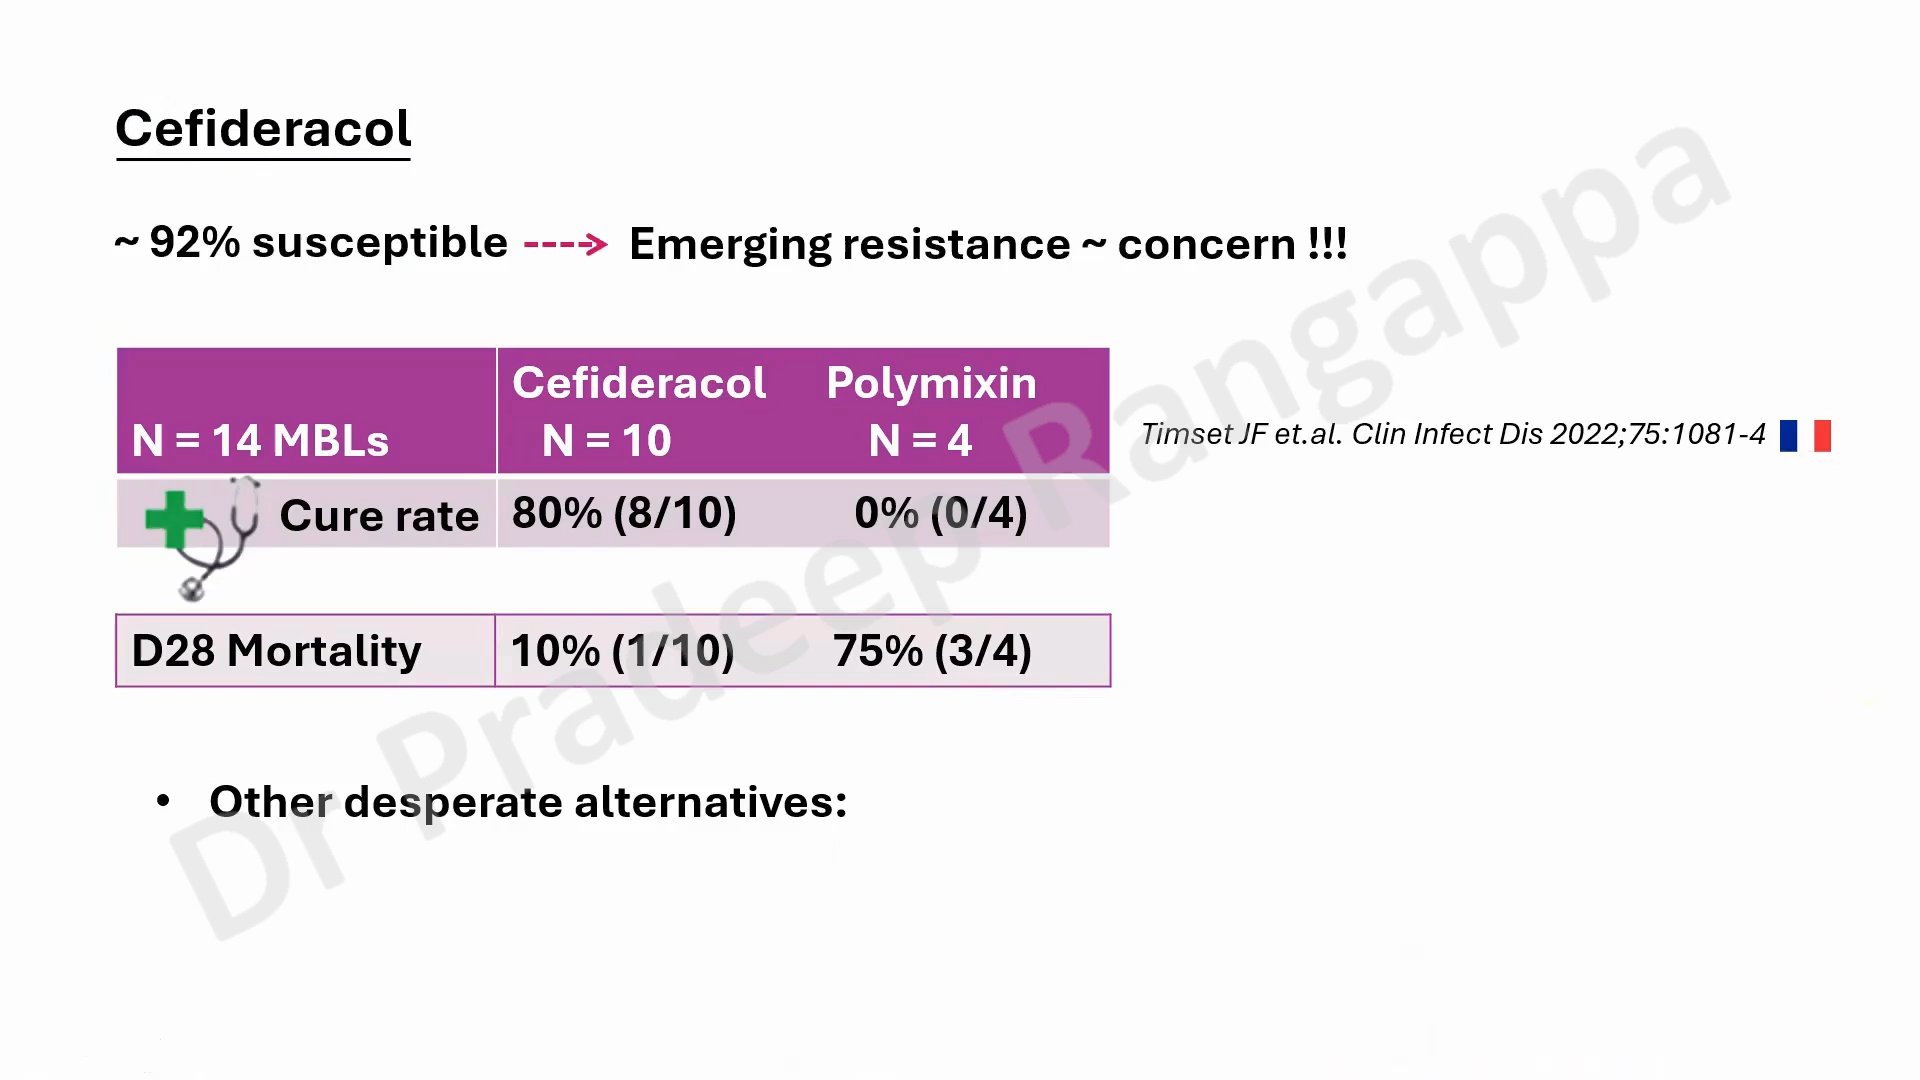 Cefideracol
~ 92% susceptible ----> Emerging resistance ~ concern !!!
Cefideracol Polymixin
N = 14 MBLs N = 10 N = 4
Timset JF et.al. Clin Infect Dis 2022;75:1081-4
Cure rate 80% (8/10) 0% (0/4)
D28 Mortality 10% (1/10) 75% (3/4)
• Other desperate alternatives:
Dr Pradeep Rangappa